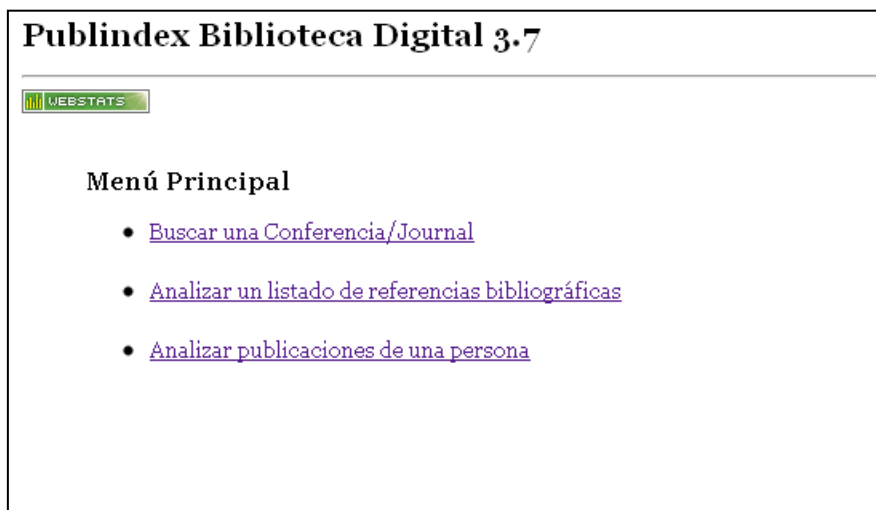 Publindex Biblioteca Digital 3.7
WEBSTATS
Menú Principal
Buscar una Conferencia/Journal
Analizar un listado de referencias bibliográficas
Analizar publicaciones de una persona